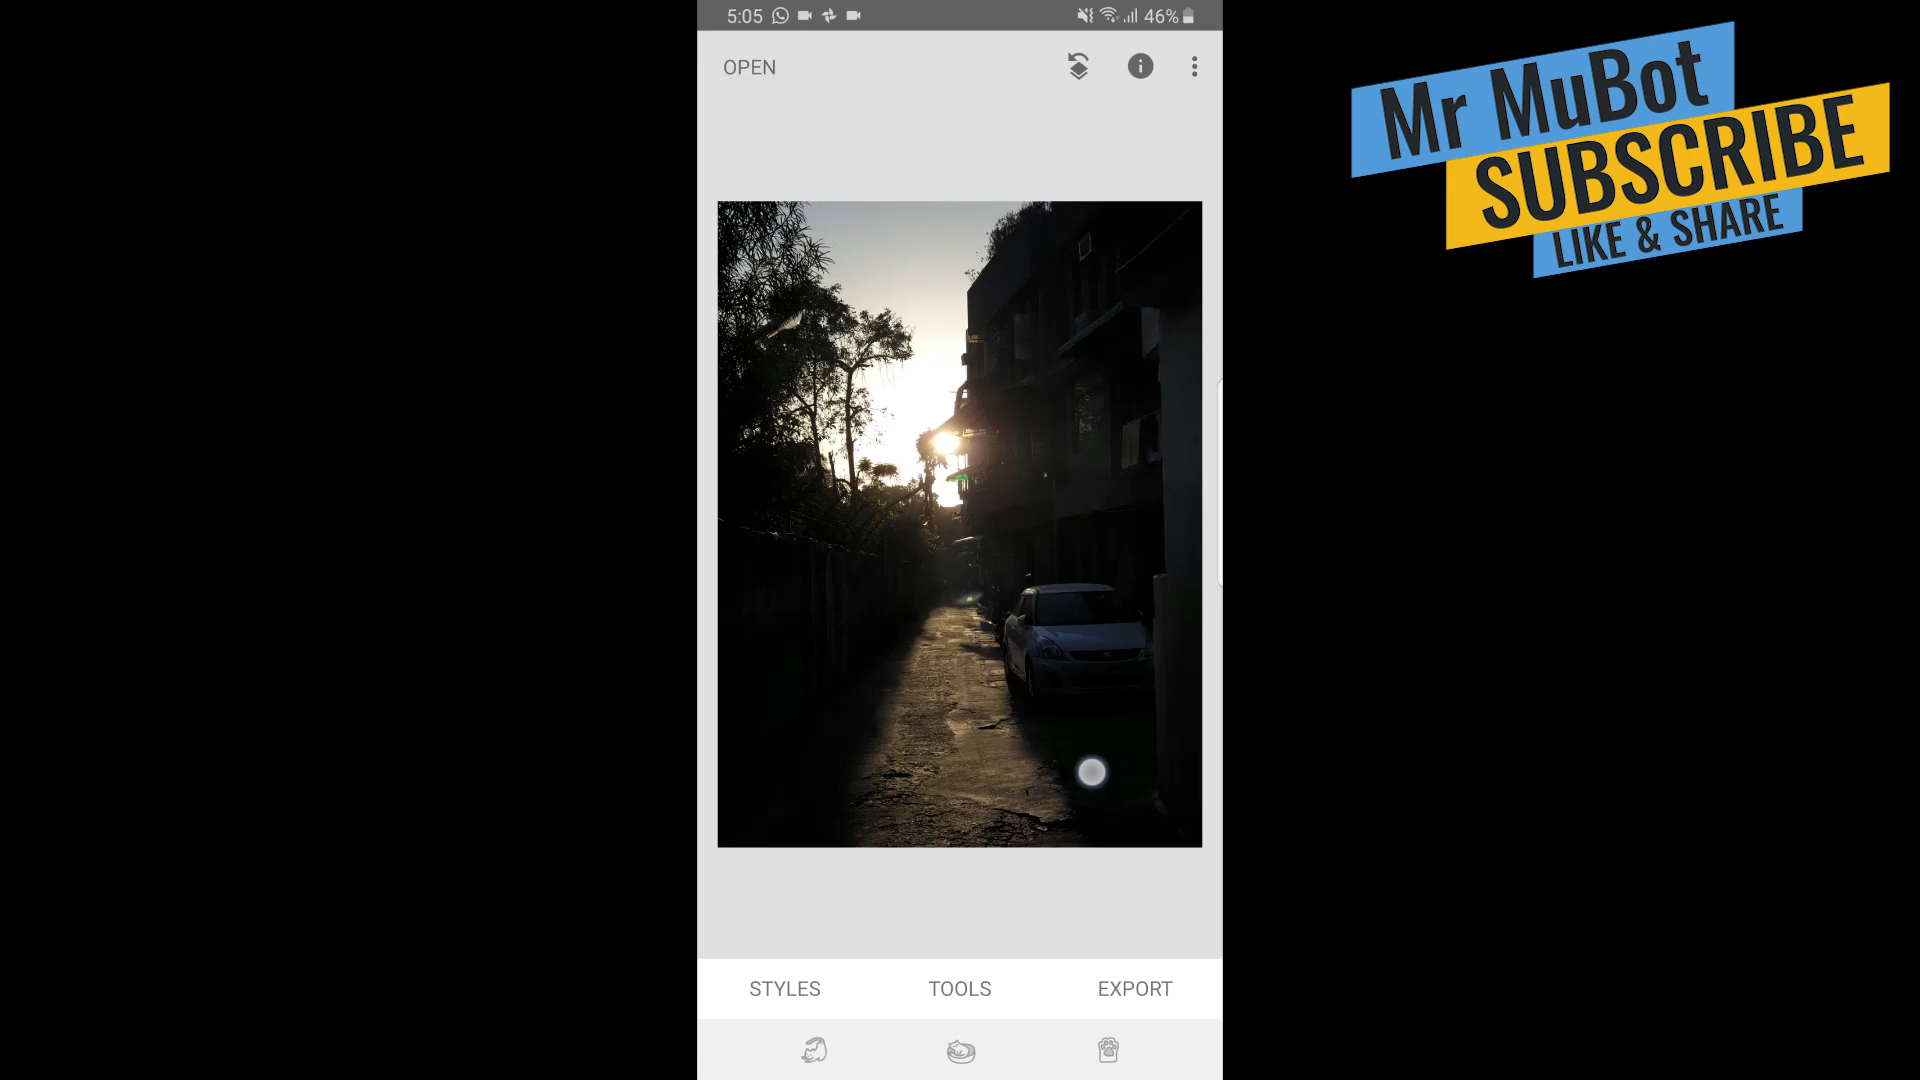 5:05 46%
OPEN
Mr MuBot
SUBSCRIBE
LIKE & SHARE
STYLES TOOLS EXPORT